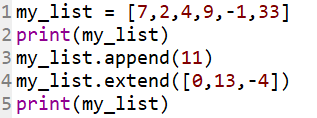 1 my_list = [7,2,4,9,-1,33]
2 print(my_list)
3 my_list.append(11)
4 my_list.extend([0,13,-4])
5 print(my_list)